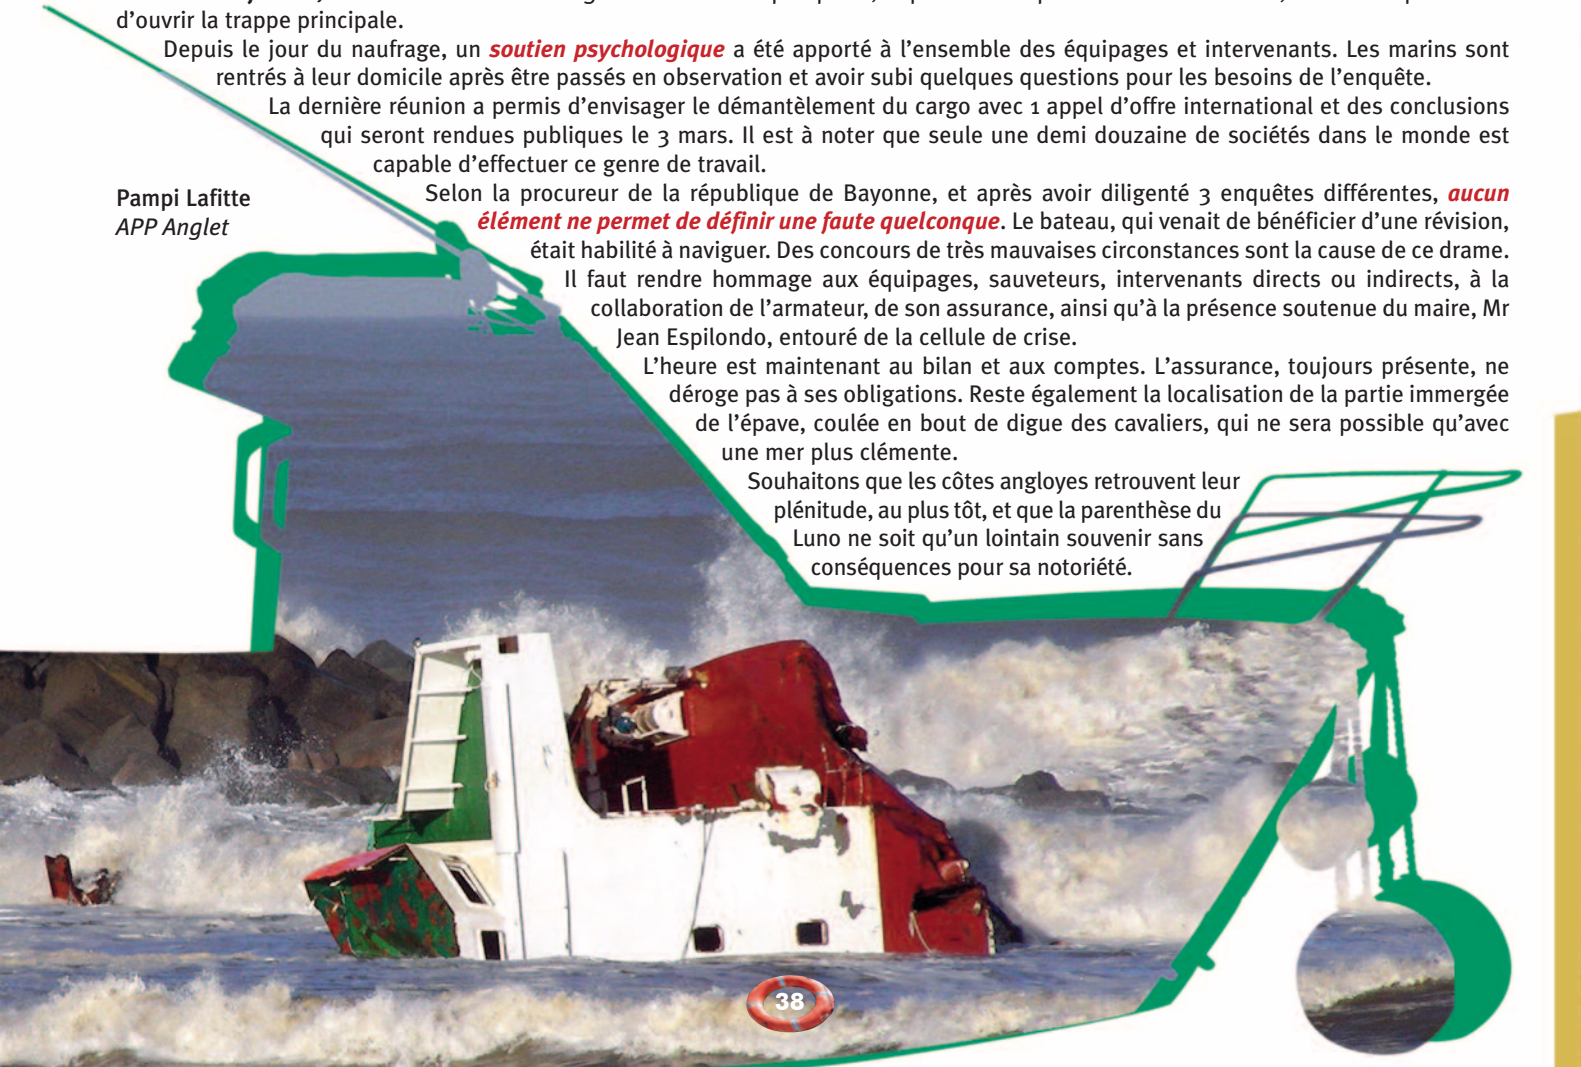 d'ouvrir la trappe principale.
Depuis le jour du naufrage, un soutien psychologique a été apporté à l'ensemble des équipages et intervenants. Les marins sont
rentrés à leur domicile après être passés en observation et avoir subi quelques questions pour les besoins de l'enquête.
La dernière réunion a permis d'envisager le démantèlement du cargo avec 1 appel d'offre international et des conclusions
qui seront rendues publiques le 3 mars. Il est à noter que seule une demi douzaine de sociétés dans le monde est
capable d'effectuer ce genre de travail.
Pampi Lafitte
APP Anglet
Selon la procureur de la république de Bayonne, et après avoir diligenté 3 enquêtes différentes, aucun
élément ne permet de définir une faute quelconque. Le bateau, qui venait de bénéficier d'une révision,
était habilité à naviguer. Des concours de très mauvaises circonstances sont la cause de ce drame.
Il faut rendre hommage aux équipages, sauveteurs, intervenants directs ou indirects, à la
collaboration de l'armateur, de son assurance, ainsi qu'à la présence soutenue du maire, Mr
Jean Espilondo, entouré de la cellule de crise.
L'heure est maintenant au bilan et aux comptes. L'assurance, toujours présente, ne
déroge pas à ses obligations. Reste également la localisation de la partie immergée
de l'épave, coulée en bout de digue des cavaliers, qui ne sera possible qu'avec
une mer plus clémente.
Souhaitons que les côtes angloyes retrouvent leur
plénitude, au plus tôt, et que la parenthèse du
Luno ne soit qu'un lointain souvenir sans
conséquences pour sa notoriété.
38